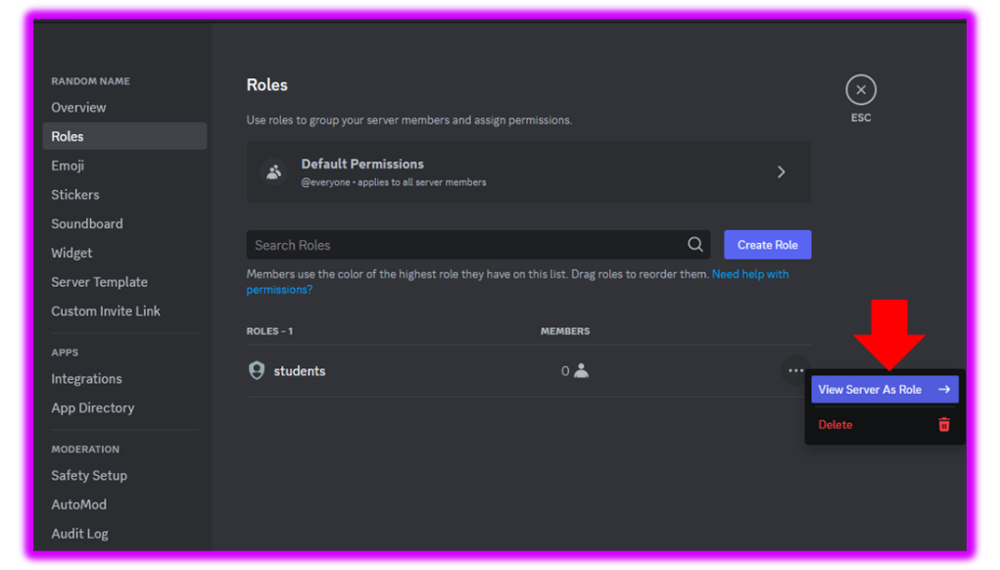 RANDOM NAME
Overview
Roles
Emoji
Stickers
Soundboard
Widget
Server Template
Custom Invite Link
APPS
Integrations
App Directory
MODERATION
Safety Setup
AutoMod
Audit Log
Roles
Use roles to group your server members and assign permissions.
Default Permissions
@everyone • applies to all server members
Search Roles
Create Role
Members use the color of the highest role they have on this list. Drag roles to reorder them. Need help with
permissions?
ROLES – 1 MEMBERS
students 0
ESC
View Server As Role
Delete